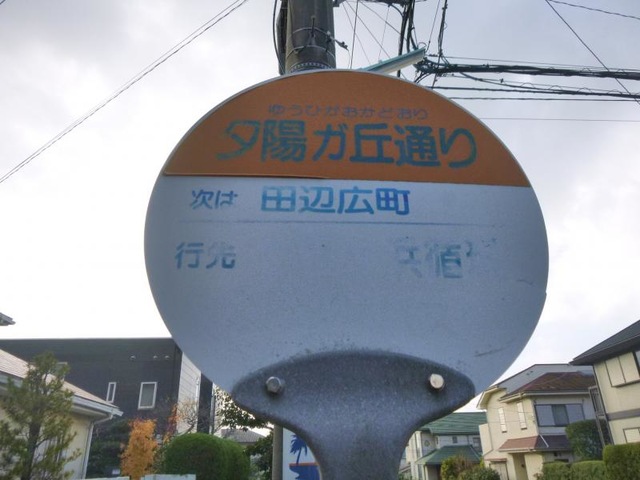 ゆうひがおかどおり
夕陽ガ丘通り
次は 田辺広町
行先